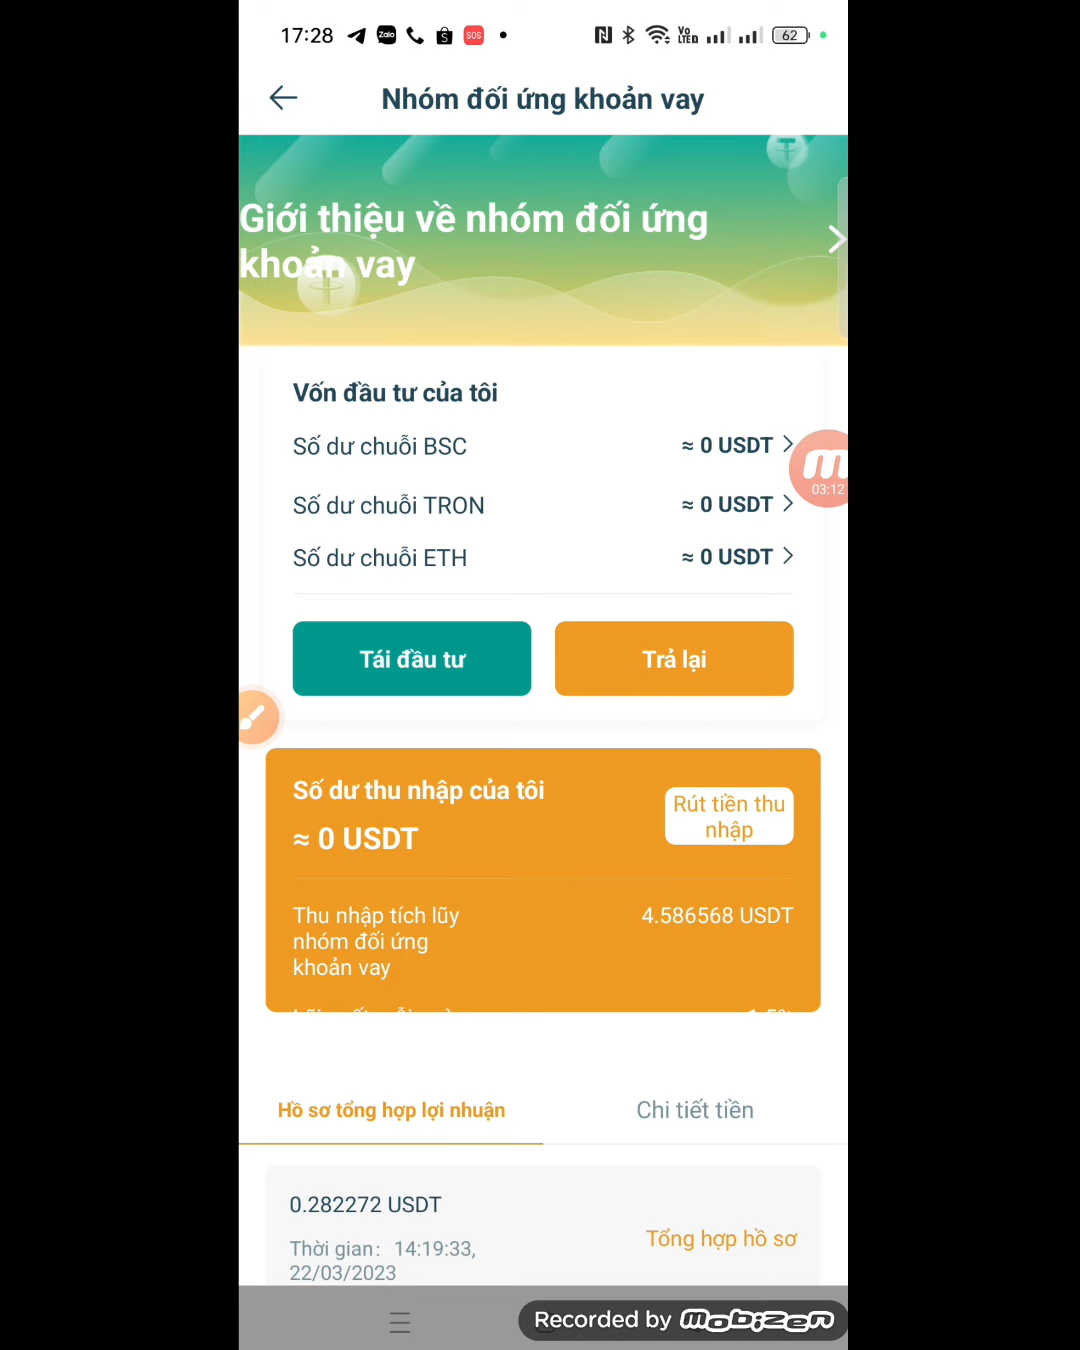 17:28
Zalo
SOS
Vo
LTE
62
Nhóm đối ứng khoản vay
Giới thiệu về nhóm đối ứng
khoản vay
Vốn đầu tư của tôi
Số dư chuỗi BSC
≈ 0 USDT
03:12
Số dư chuỗi TRON
≈ 0 USDT
Số dư chuỗi ETH
≈ 0 USDT
Tái đầu tư
Trả lại
Số dư thu nhập của tôi
≈ 0 USDT
Rút tiền thu
nhập
Thu nhập tích lũy
nhóm đối ứng
khoản vay
4.586568 USDT
Hồ sơ tổng hợp lợi nhuận
Chi tiết tiền
0.282272 USDT
Thời gian: 14:19:33,
22/03/2023
Tổng hợp hồ sơ
Recorded by mobizen